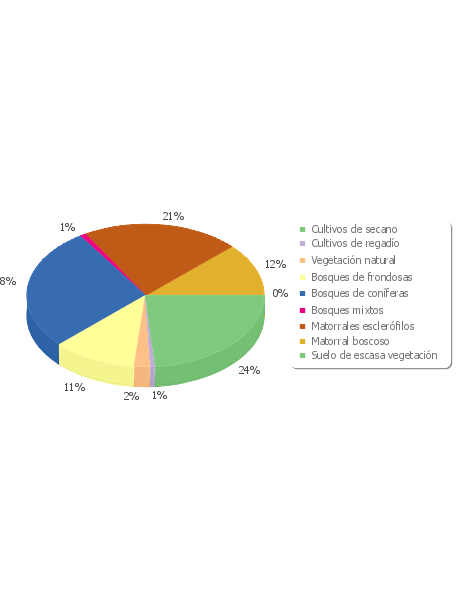 21%
1%
12%
8%
0%
24%
11%
2%
1%
Cultivos de secano
Cultivos de regadío
Vegetación natural
Bosques de frondosas
Bosques de coníferas
Bosques mixtos
Matorrales esclerófilos
Matorral boscoso
Suelo de escasa vegetación